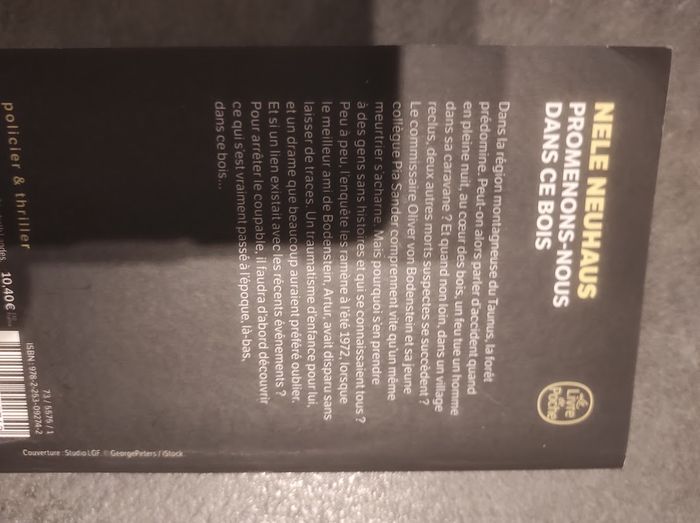 NELE NEUHAUS
PROMENONS-NOUS
DANS CE BOIS
Le Livre de Poche
Dans la région montagneuse du Taunus, la forêt
prédomine. Peut-on alors parler d'accident quand
en pleine nuit, au cœur des bois, un feu tue un homme
dans sa caravane ? Et quand non loin, dans un village
reclus, deux autres morts suspectes se succèdent ?
Le commissaire Oliver von Bodenstein et sa jeune
collègue Pia Sander comprennent vite qu'un même
meurtrier s'acharne. Mais pourquoi s'en prendre
à des gens sans histoires et qui se connaissaient tous ?
Peu à peu, l'enquête les ramène à l'été 1972, lorsque
le meilleur ami de Bodenstein, Artur, avait disparu sans
laisser de traces. Un traumatisme d'enfance pour lui,
et un drame que beaucoup auraient préféré oublier.
Et si un lien existait avec les récents événements ?
Pour arrêter le coupable, il faudra d'abord découvrir
ce qui s'est vraiment passé à l'époque, là-bas,
dans ce bois...
policier & thriller
10,40€
73 / 5576 / 1
ISBN : 978-2-253-09274-2
Couverture : Studio LGF. © GeorgePeters / iStock.